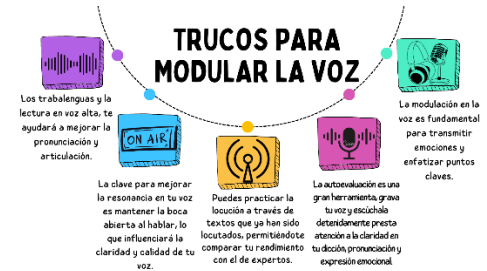 TRUCOS PARA
MODULAR LA VOZ
Los trabalenguas y la
lectura en voz alta, te
ayudará a mejorar la
pronunciación y
articulación.
ON AIR
La clave para mejorar
la resonancia en tu voz
es mantener la boca
abierta al hablar, lo
que influenciará la
claridad y calidad de tu
voz.
Puedes practicar la
locución a través de
textos que ya han sido
locutados, permitiéndote
comparar tu rendimiento
con el de expertos.
La autoevaluación es una
gran herramienta, grava
tu voz y escúchala
detenidamente presta
atención a la claridad en
tu dicción, pronunciación y
expresión emocional.
La modulación en la
voz es fundamental
para transmitir
emociones y
enfatizar puntos
claves.